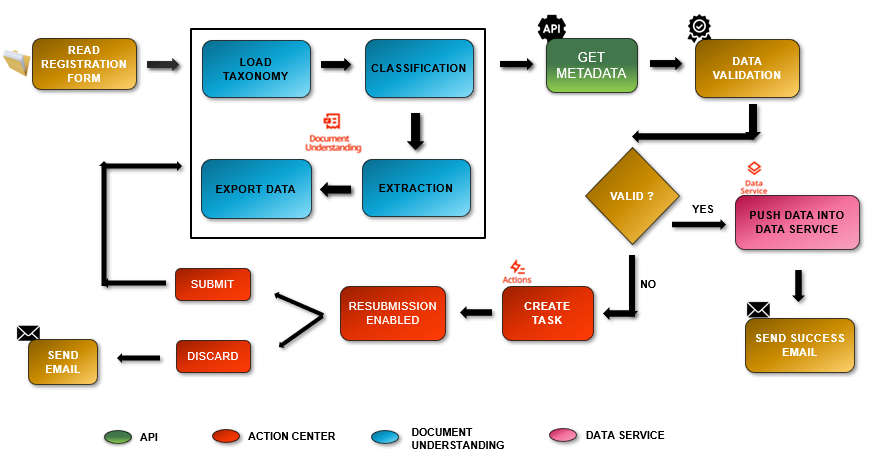 READ
REGISTRATION
FORM
LOAD
TAXONOMY
CLASSIFICATION
API
GET
METADATA
DATA
VALIDATION
Document
Understanding
EXPORT DATA
EXTRACTION
VALID ?
YES
Data
Service
PUSH DATA INTO
DATA SERVICE
NO
SUBMIT
Actions
RESUBMISSION
ENABLED
CREATE
TASK
SEND
EMAIL
DISCARD
SEND SUCCESS
EMAIL
API
ACTION CENTER
DOCUMENT
UNDERSTANDING
DATA SERVICE